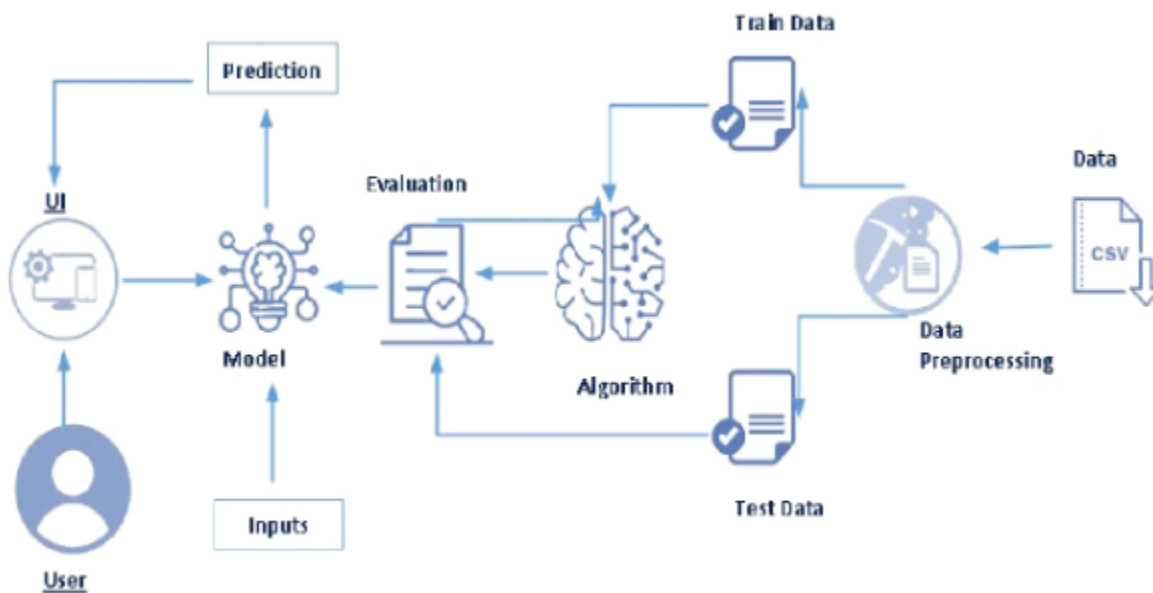 Train Data
Prediction
Data
Evaluation
UI
CSV
Data
Preprocessing
Model
Algorithm
Test Data
Inputs
User